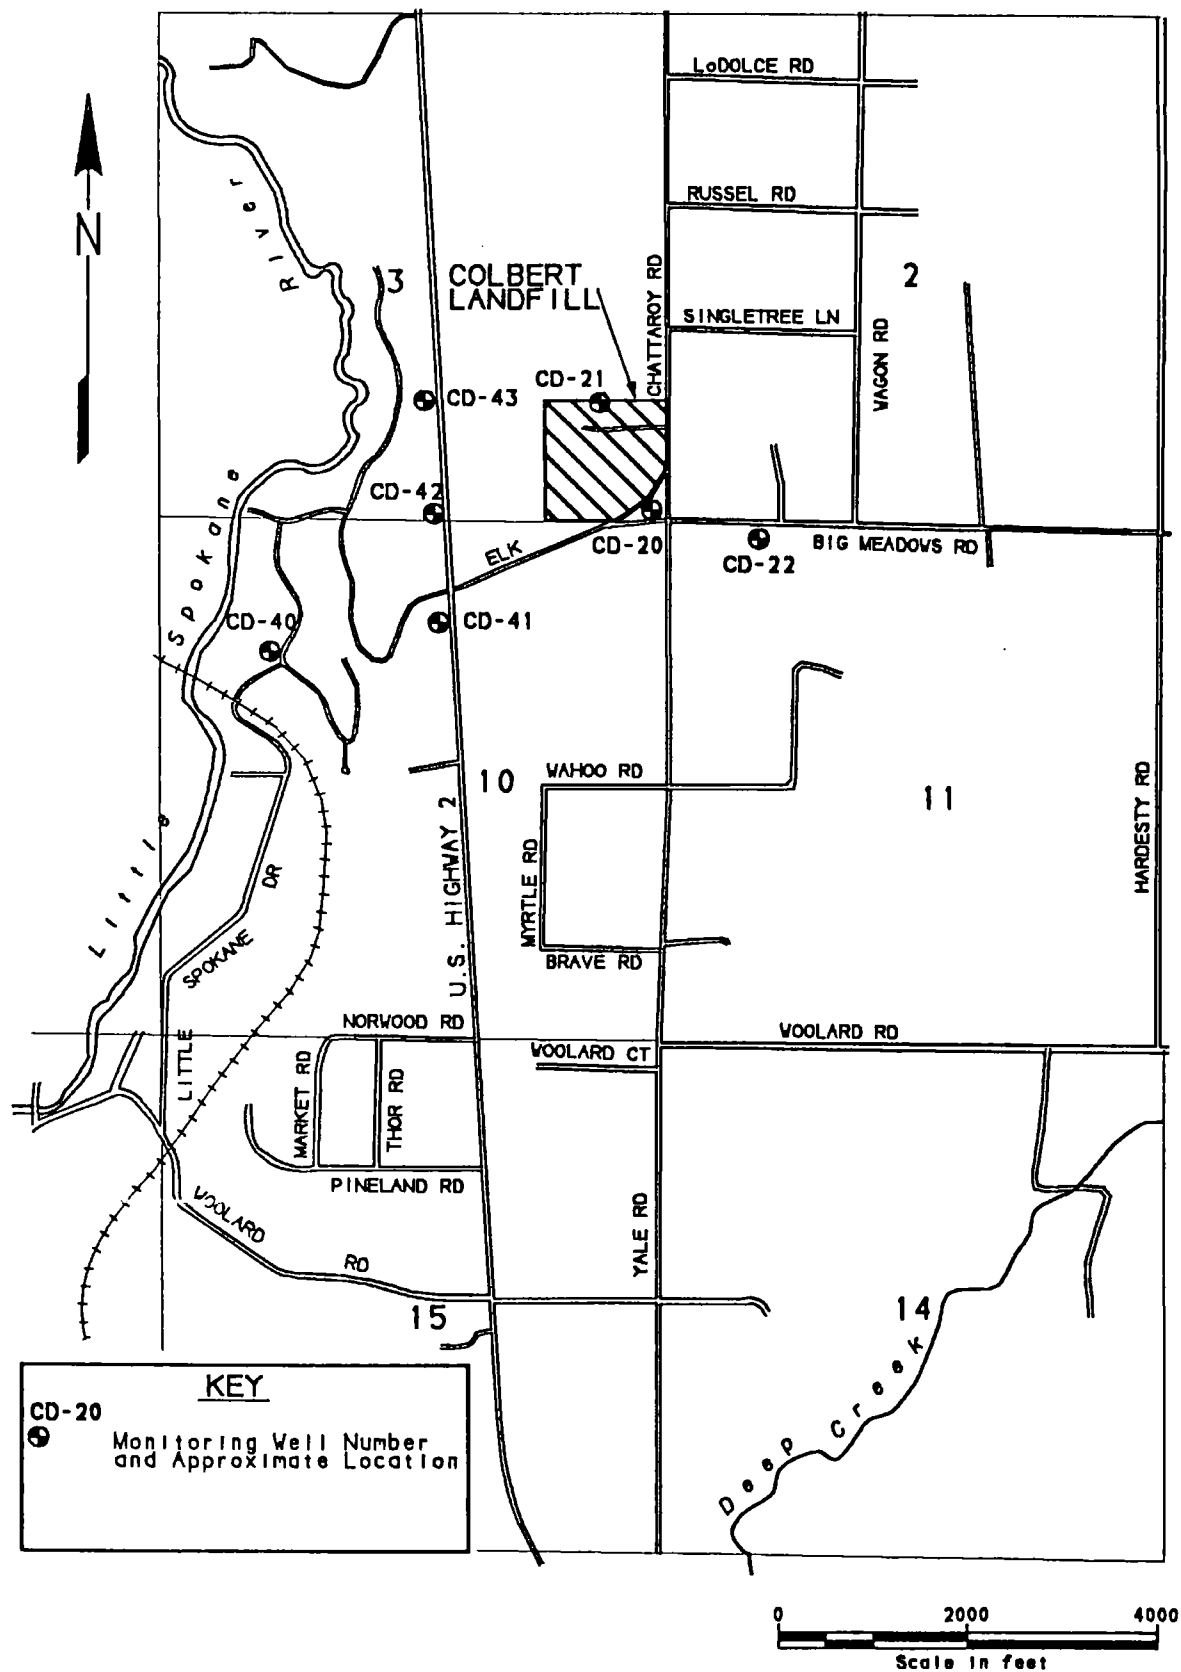 LoDOLCE RD
N
River
RUSSEL RD
3
COLBERT
LANDFILL
CHATTAROY RD
2
SINGLETREE LN
WAGON RD
CD-21
CD-43
CD-42
CD-20
ELK
BIG MEADOWS RD
CD-22
Spokane
CD-40
CD-41
WAHOO RD
10
11
HARDESTY RD
U.S. HIGHWAY 2
MYRTLE RD
Little
DR
SPOKANE
LITTLE
BRAVE RD
NORWOOD RD
WOOLARD RD
WOOLARD CT
MARKET RD
THOR RD
PINELAND RD
WOOLARD
RD
YALE RD
15
14
Deep Creek
KEY
CD-20
Monitoring Well Number
and Approximate Location
0 2000 4000
Scale in feet